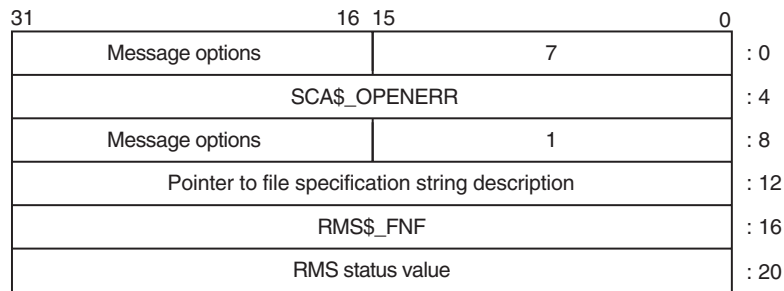 31 16 15 0
Message options 7 : 0
SCA$_OPENERR : 4
Message options 1 : 8
Pointer to file specification string description : 12
RMS$_FNF : 16
RMS status value : 20